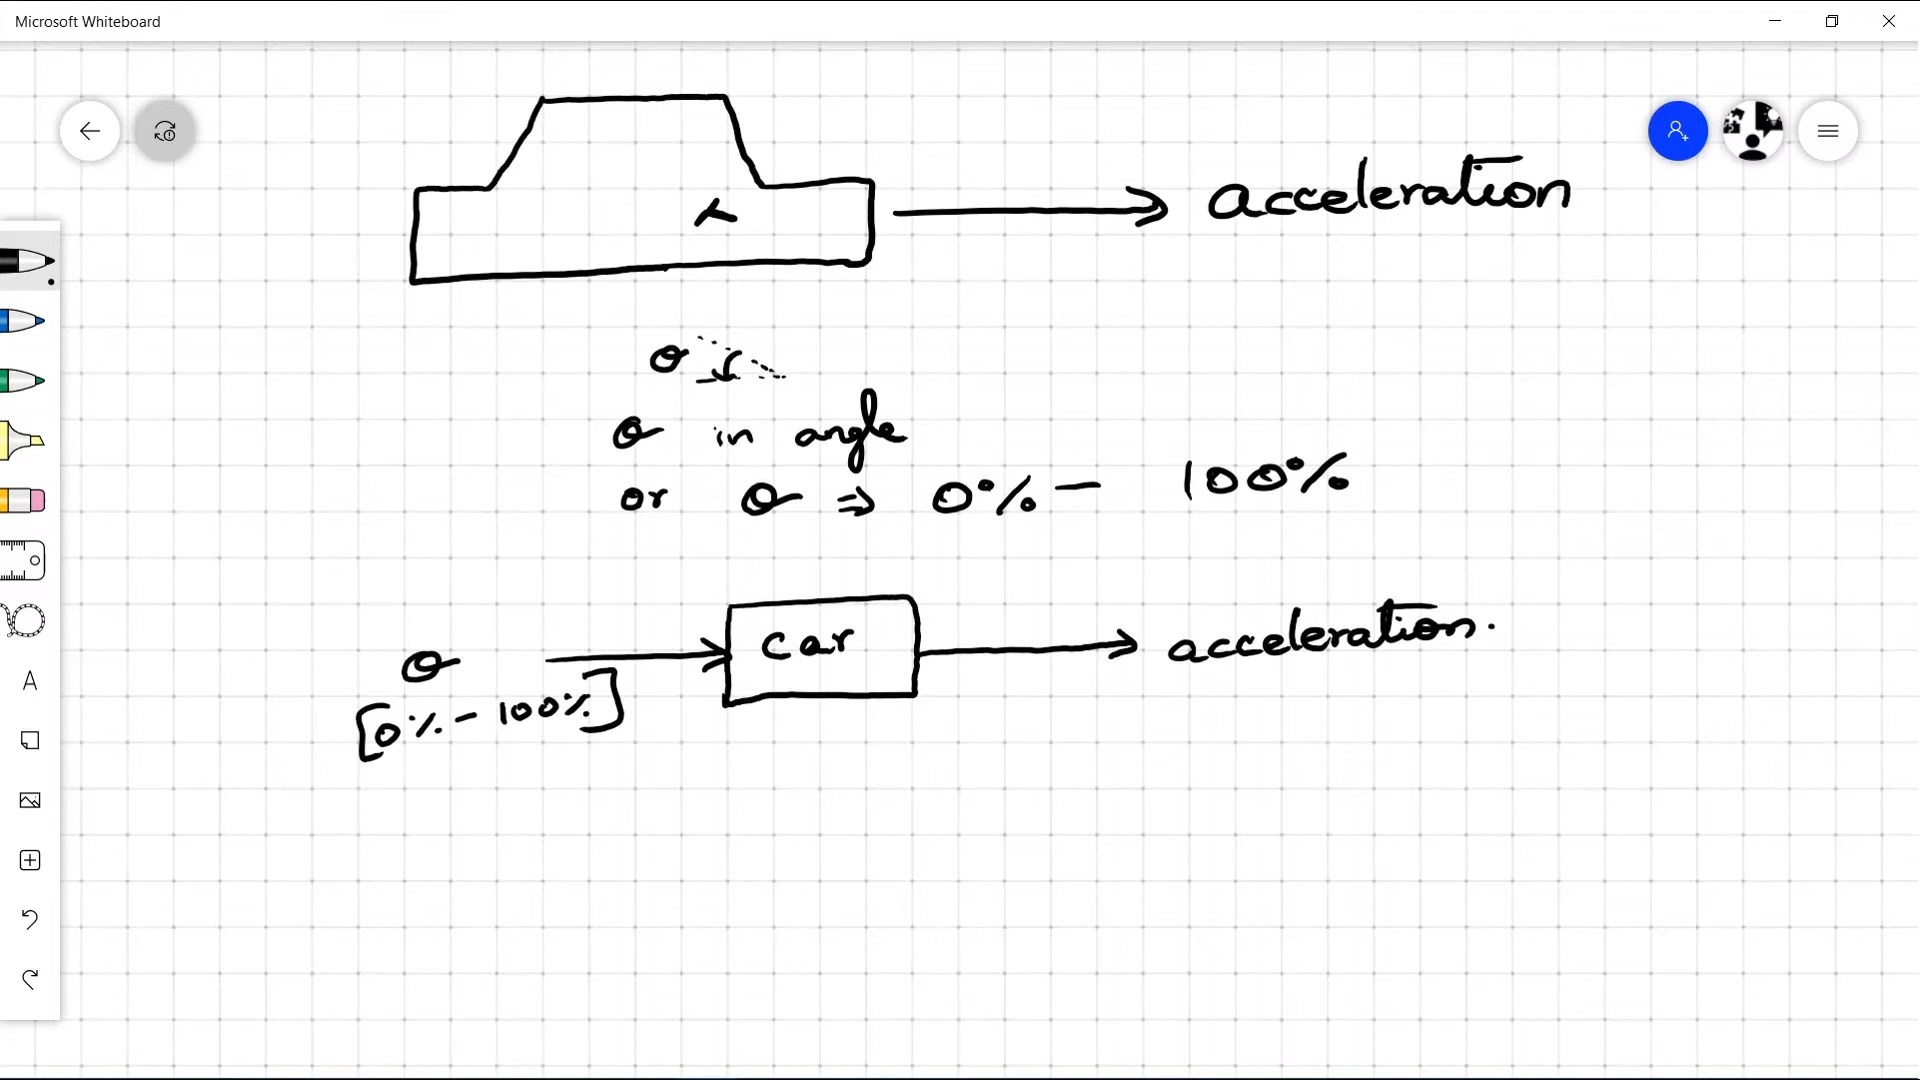 Microsoft Whiteboard
acceleration
θ
θ in angle
or θ ⇒ 0% - 100%
θ
car
acceleration.
[0% - 100%]
A